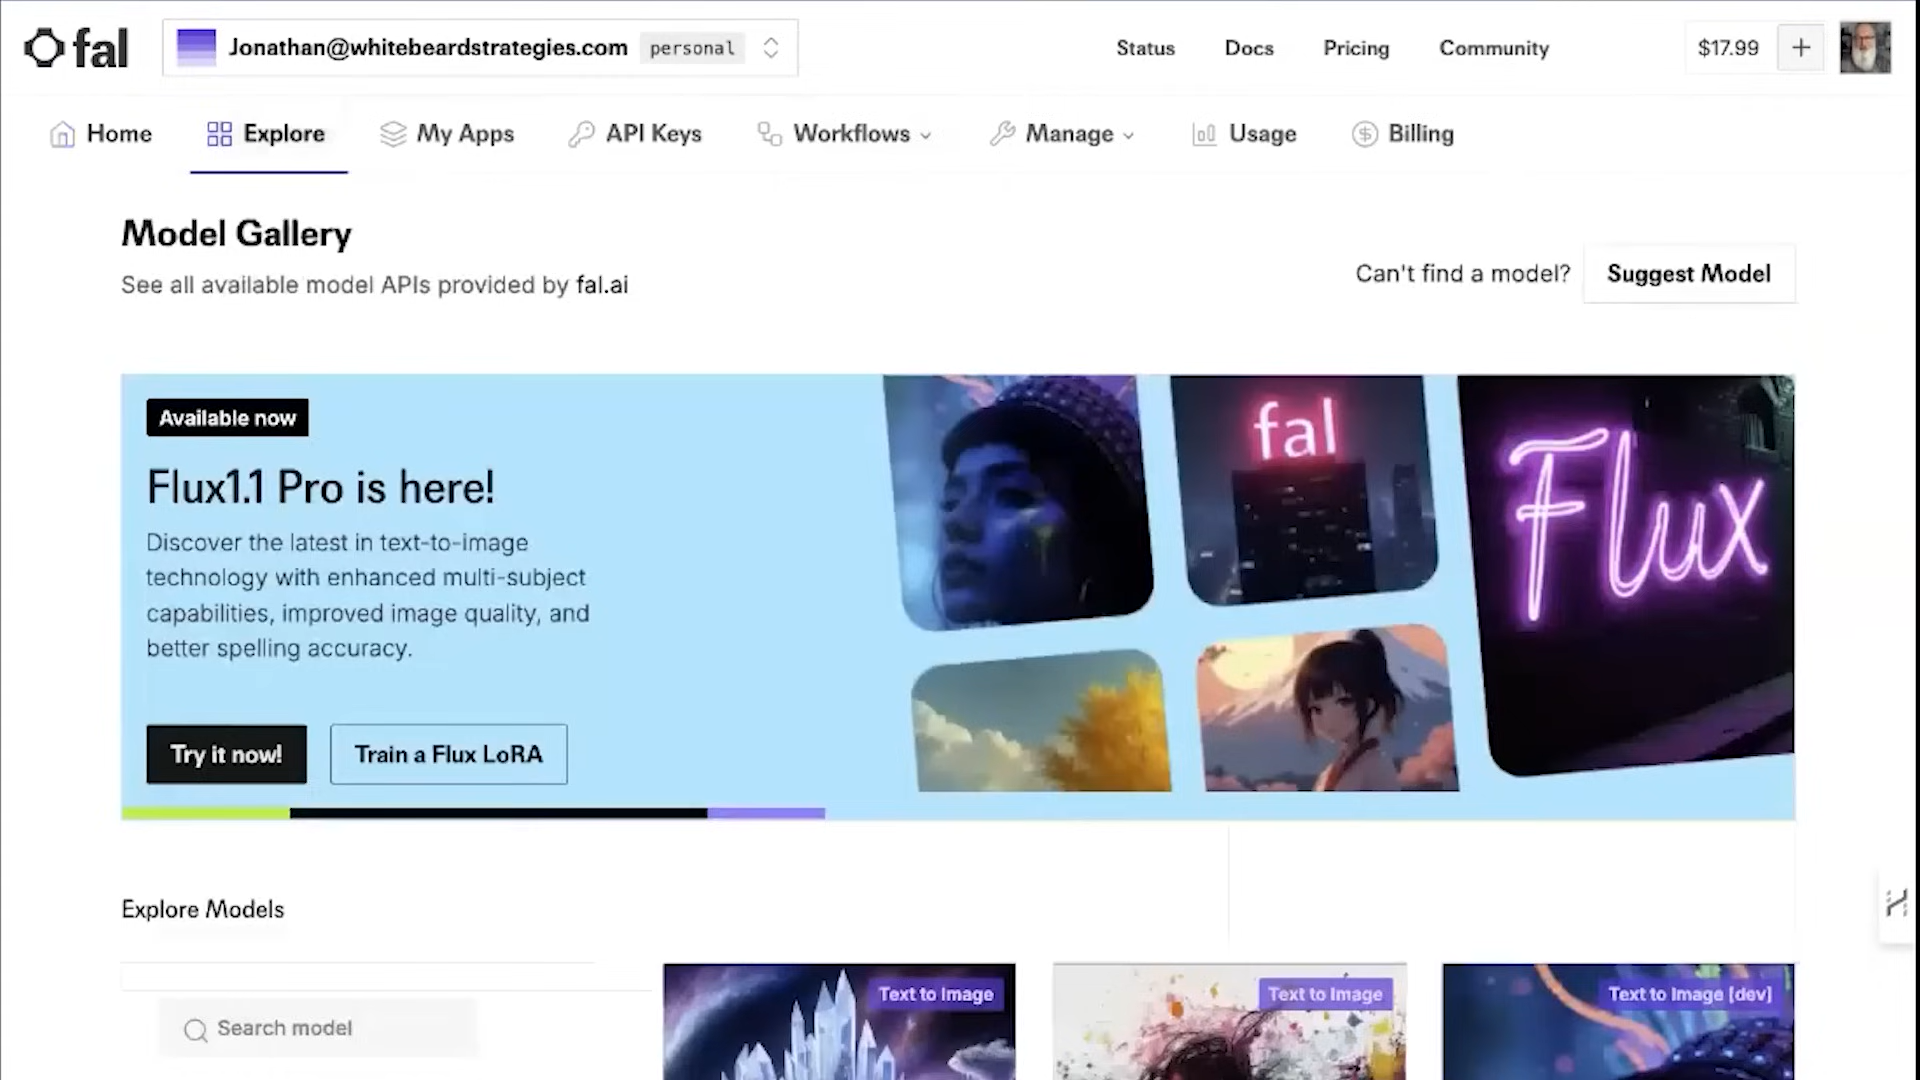 fal
Jonathan@whitebeardstrategies.com personal
Status Docs Pricing Community
$17.99 +
Home Explore My Apps API Keys Workflows Manage Usage Billing
Model Gallery
See all available model APIs provided by fal.ai
Can't find a model? Suggest Model
Available now
Flux1.1 Pro is here!
Discover the latest in text-to-image
technology with enhanced multi-subject
capabilities, improved image quality, and
better spelling accuracy.
Try it now! Train a Flux LoRA
fal
Flux
Explore Models
Search model
Text to Image
Text to Image
Text to Image [dev]